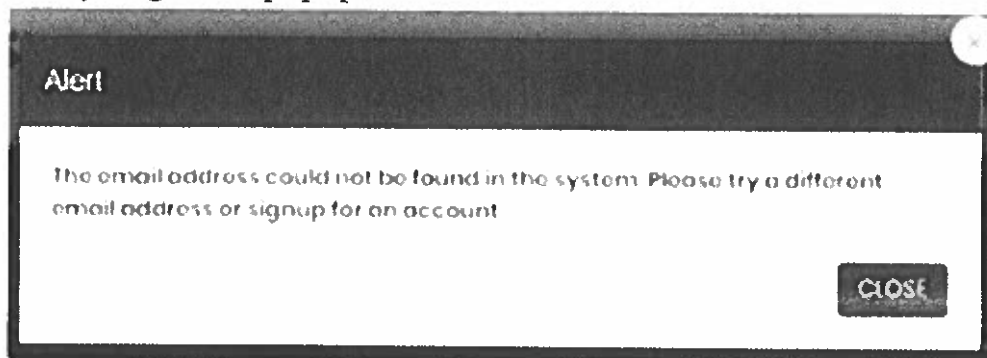 Alert
The email address could not be found in the system. Please try a different
email address or signup for an account
CLOSE